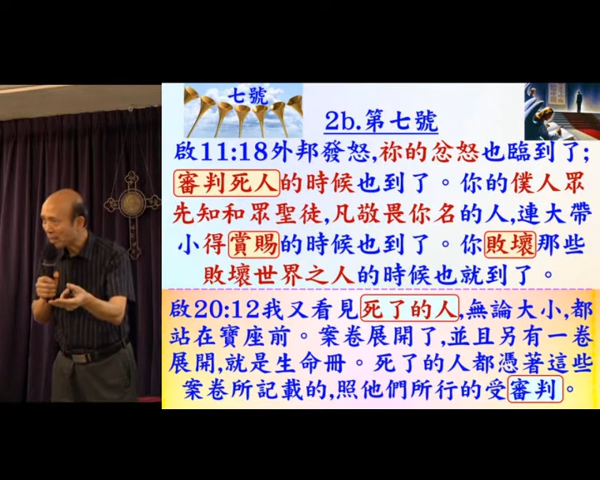 七號
2b.第七號
啟11:18外邦發怒,祢的忿怒也臨到了;
審判死人的時候也到了。你的僕人眾
先知和眾聖徒,凡敬畏你名的人,連大帶
小得賞賜的時候也到了。你敗壞那些
敗壞世界之人的時候也就到了。
啟20:12我又看見死了的人,無論大小,都
站在寶座前。案卷展開了,並且另有一卷
展開,就是生命冊。死了的人都憑著這些
案卷所記載的,照他們所行的受審判。